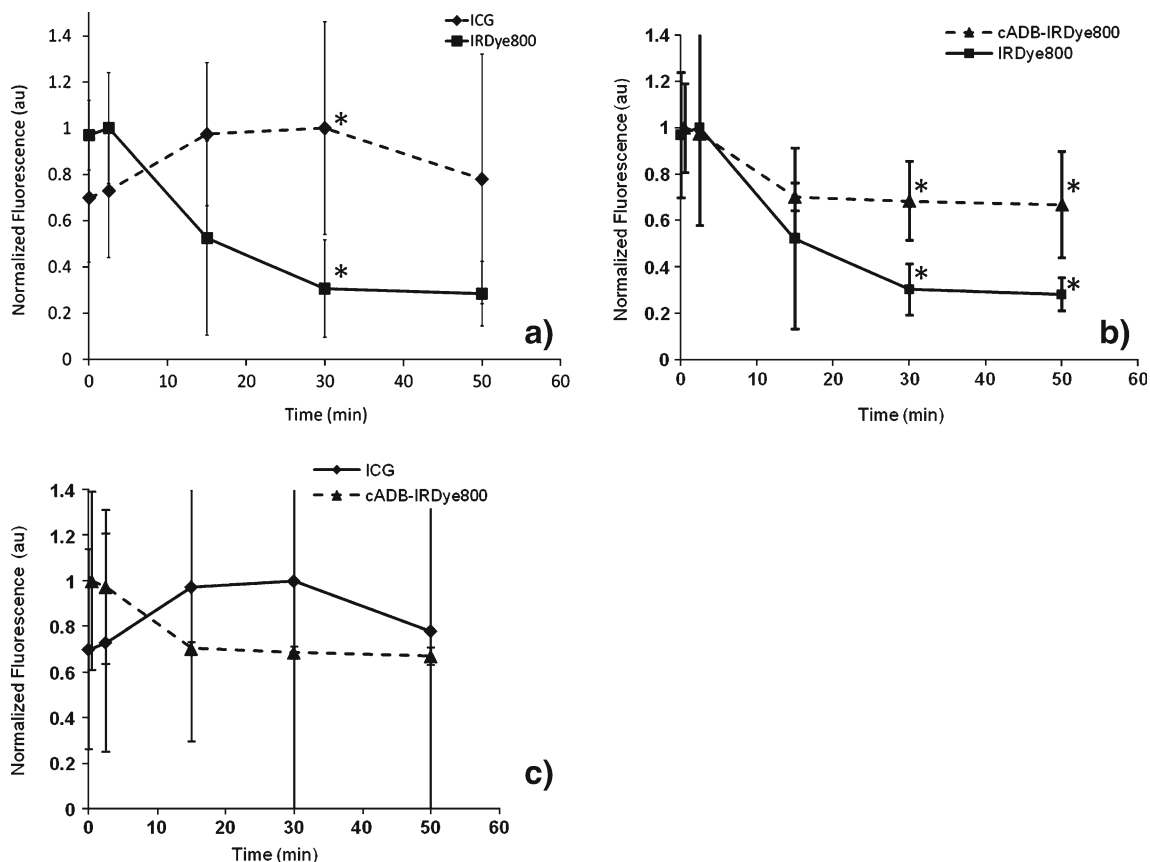 ICG
IRDye800
1.4
1.2
1
0.8
0.6
0.4
0.2
0
Normalized Fluorescence (au)
*
*
0 10 20 30 40 50 60
Time (min)
a)
cADB-IRDye800
IRDye800
1.4
1.2
1
0.8
0.6
0.4
0.2
0
Normalized Fluorescence (au)
* *
* *
0 10 20 30 40 50 60
Time (min)
b)
ICG
cADB-IRDye800
1.4
1.2
1
0.8
0.6
0.4
0.2
0
Normalized Fluorescence (au)
0 10 20 30 40 50 60
Time (min)
c)